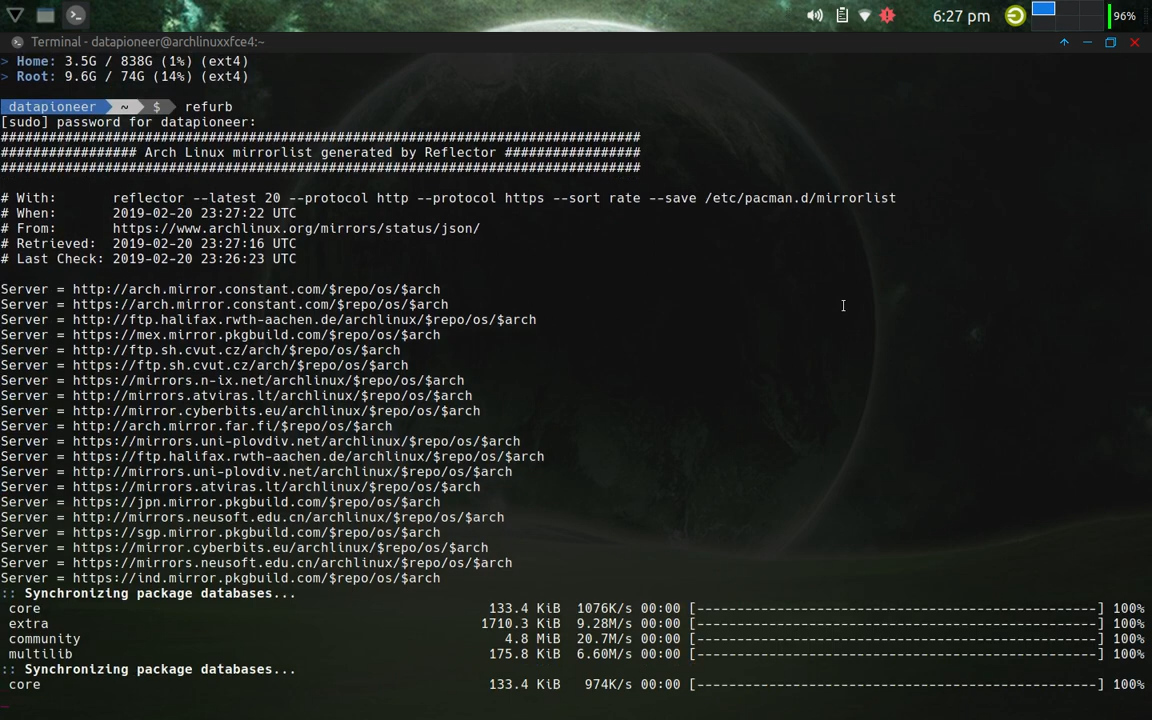 6:27 pm
96%
Terminal - datapioneer@archlinuxxfce4:~
> Home: 3.5G / 838G (1%) (ext4)
> Root: 9.6G / 74G (14%) (ext4)
datapioneer ~ $ refurb
[sudo] password for datapioneer:
################################################################################
################# Arch Linux mirrorlist generated by Reflector #################
################################################################################
# With:       reflector --latest 20 --protocol http --protocol https --sort rate --save /etc/pacman.d/mirrorlist
# When:       2019-02-20 23:27:22 UTC
# From:       https://www.archlinux.org/mirrors/status/json/
# Retrieved:  2019-02-20 23:27:16 UTC
# Last Check: 2019-02-20 23:26:23 UTC
Server = http://arch.mirror.constant.com/$repo/os/$arch
Server = https://arch.mirror.constant.com/$repo/os/$arch
Server = http://ftp.halifax.rwth-aachen.de/archlinux/$repo/os/$arch
Server = https://mex.mirror.pkgbuild.com/$repo/os/$arch
Server = http://ftp.sh.cvut.cz/arch/$repo/os/$arch
Server = https://ftp.sh.cvut.cz/arch/$repo/os/$arch
Server = https://mirrors.n-ix.net/archlinux/$repo/os/$arch
Server = https://mirrors.atviras.lt/archlinux/$repo/os/$arch
Server = http://mirror.cyberbits.eu/archlinux/$repo/os/$arch
Server = http://arch.mirror.far.fi/$repo/os/$arch
Server = https://mirrors.uni-plovdiv.net/archlinux/$repo/os/$arch
Server = https://ftp.halifax.rwth-aachen.de/archlinux/$repo/os/$arch
Server = http://mirrors.uni-plovdiv.net/archlinux/$repo/os/$arch
Server = http://mirrors.atviras.lt/archlinux/$repo/os/$arch
Server = https://jpn.mirror.pkgbuild.com/$repo/os/$arch
Server = http://mirrors.neusoft.edu.cn/archlinux/$repo/os/$arch
Server = https://sgp.mirror.pkgbuild.com/$repo/os/$arch
Server = https://mirror.cyberbits.eu/archlinux/$repo/os/$arch
Server = https://mirrors.neusoft.edu.cn/archlinux/$repo/os/$arch
Server = https://ind.mirror.pkgbuild.com/$repo/os/$arch
:: Synchronizing package databases...
core 133.4 KiB 1076K/s 00:00 [--------------------------------------------------] 100%
extra 1710.3 KiB 9.28M/s 00:00 [--------------------------------------------------] 100%
community 4.8 MiB 20.7M/s 00:00 [--------------------------------------------------] 100%
multilib 175.8 KiB 6.60M/s 00:00 [--------------------------------------------------] 100%
:: Synchronizing package databases...
core 133.4 KiB 974K/s 00:00 [--------------------------------------------------] 100%